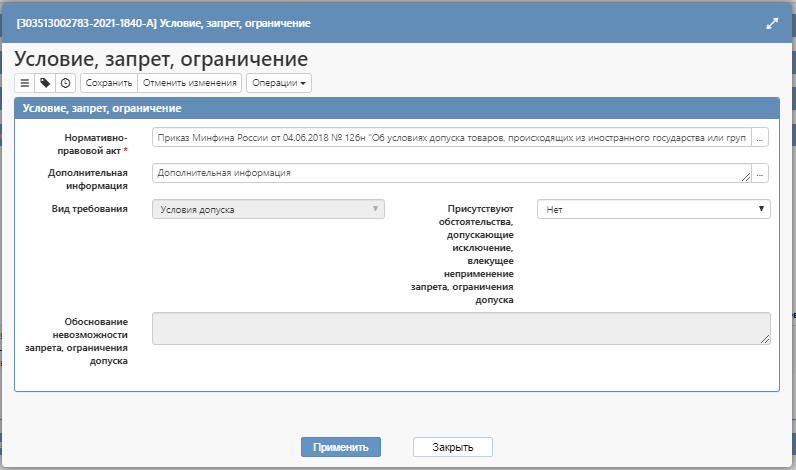 [303513002783-2021-1840-A] Условие, запрет, ограничение
Условие, запрет, ограничение
Сохранить Отменить изменения Операции
Условие, запрет, ограничение
Нормативно-
правовой акт *
Приказ Минфина России от 04.06.2018 № 126н "Об условиях допуска товаров, происходящих из иностранного государства или груп
...
Дополнительная
информация
Дополнительная информация
...
Вид требования
Условия допуска
Присутствуют
обстоятельства,
допускающие
исключение,
влекущее
неприменение
запрета, ограничения
допуска
Нет
Обоснование
невозможности
запрета, ограничения
допуска
Применить Закрыть